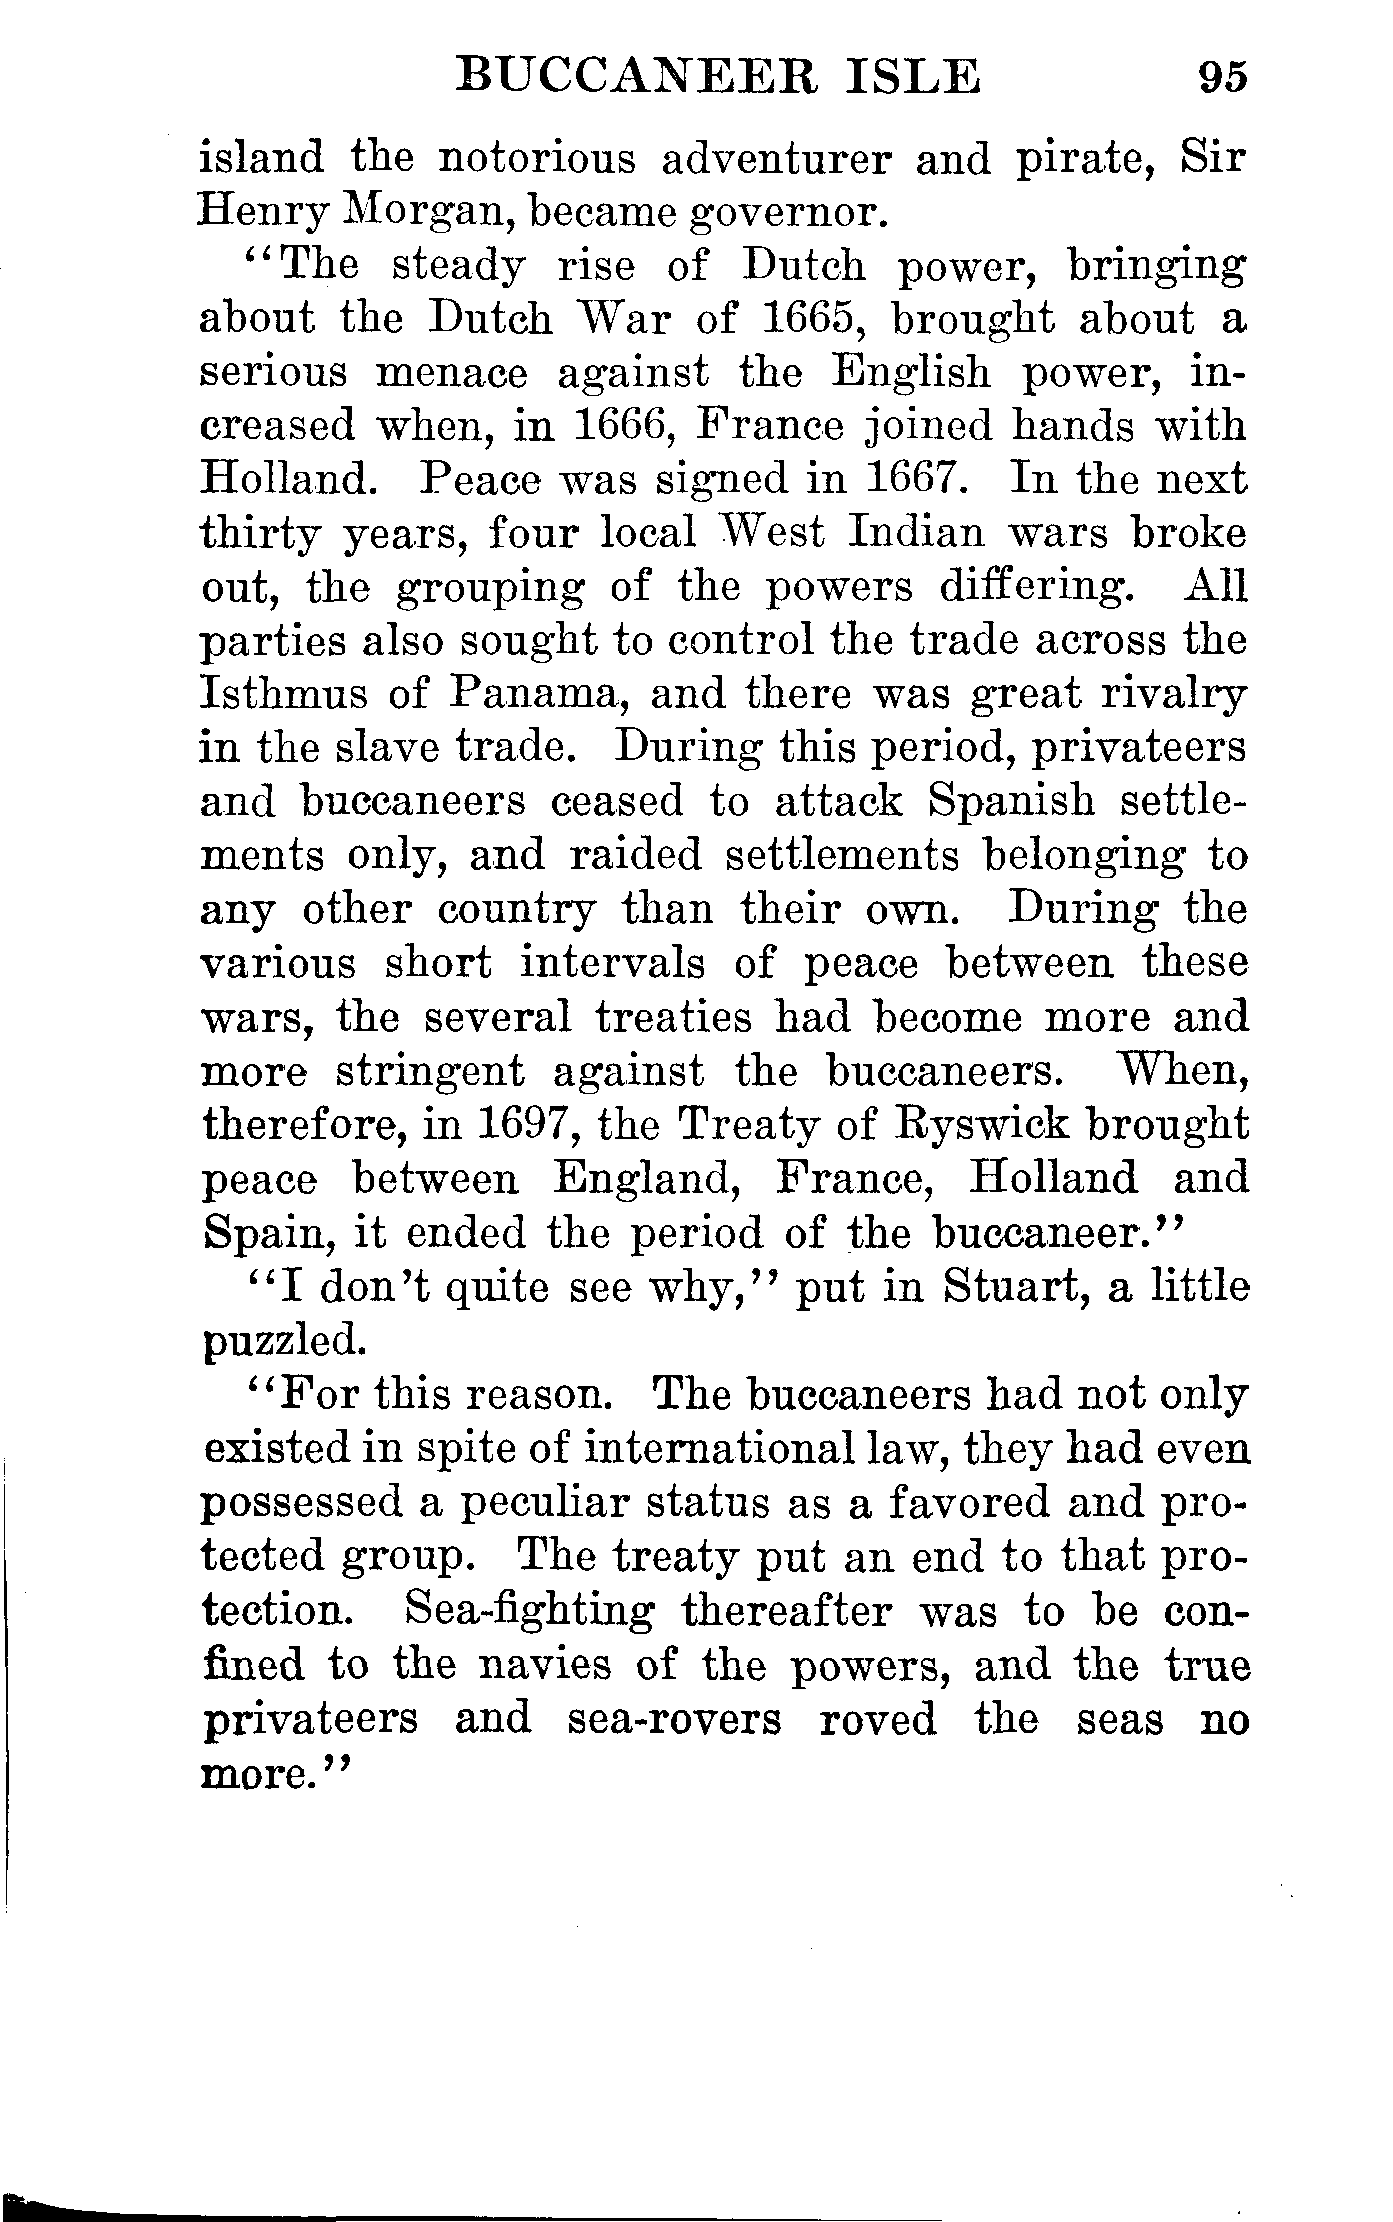 BUCCANEER ISLE 95
island the notorious adventurer and pirate, Sir
Henry Morgan, became governor.
"The steady rise of Dutch power, bringing
about the Dutch War of 1665, brought about a
serious menace against the English power, in-
creased when, in 1666, France joined hands with
Holland. Peace was signed in 1667. In the next
thirty years, four local West Indian wars broke
out, the grouping of the powers differing. All
parties also sought to control the trade across the
Isthmus of Panama, and there was great rivalry
in the slave trade. During this period, privateers
and buccaneers ceased to attack Spanish settle-
ments only, and raided settlements belonging to
any other country than their own. During the
various short intervals of peace between these
wars, the several treaties had become more and
more stringent against the buccaneers. When,
therefore, in 1697, the Treaty of Ryswick brought
peace between England, France, Holland and
Spain, it ended the period of the buccaneer."
"I don't quite see why," put in Stuart, a little
puzzled.
"For this reason. The buccaneers had not only
existed in spite of international law, they had even
possessed a peculiar status as a favored and pro-
tected group. The treaty put an end to that pro-
tection. Sea-fighting thereafter was to be con-
fined to the navies of the powers, and the true
privateers and sea-rovers roved the seas no
more."